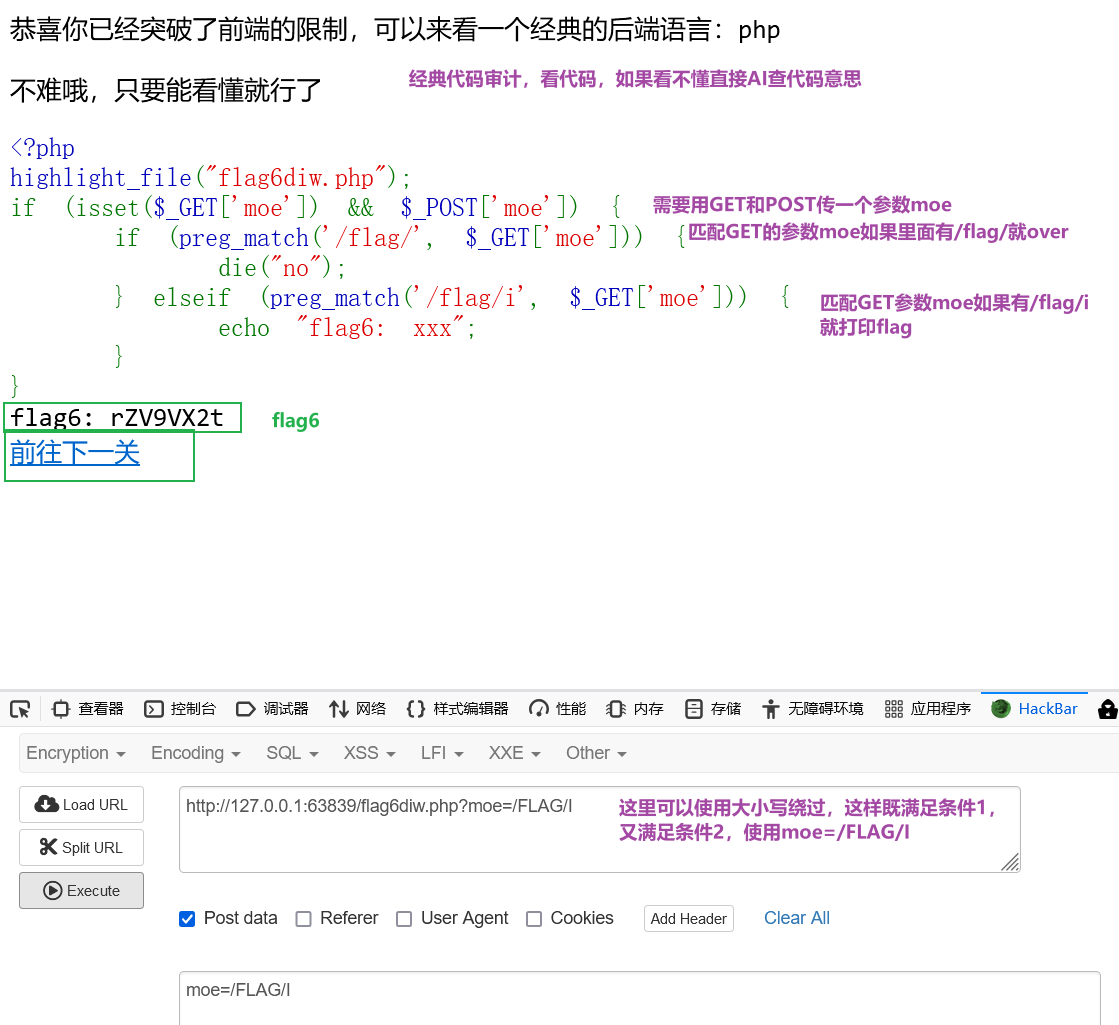 恭喜你已经突破了前端的限制，可以来看一个经典的后端语言：php
不难哦，只要能看懂就行了
经典代码审计，看代码，如果看不懂直接AI查代码意思
<?php
highlight_file("flag6diw.php");
if (isset($_GET['moe']) && $_POST['moe']) {
需要用GET和POST传一个参数moe
if (preg_match('/flag/', $_GET['moe'])) {
匹配GET的参数moe如果里面有/flag/就over
die("no");
} elseif (preg_match('/flag/i', $_GET['moe'])) {
匹配GET参数moe如果有/flag/i
就打印flag
echo "flag6: xxx";
}
}
flag6: rZV9VX2t
flag6
前往下一关
查看器 控制台 调试器 网络 样式编辑器 性能 内存 存储 无障碍环境 应用程序 HackBar
Encryption Encoding SQL XSS LFI XXE Other
Load URL
Split URL
Execute
http://127.0.0.1:63839/flag6diw.php?moe=/FLAG/I
这里可以使用大小写绕过，这样既满足条件1，
又满足条件2，使用moe=/FLAG/I
Post data Referer User Agent Cookies Add Header Clear All
moe=/FLAG/I